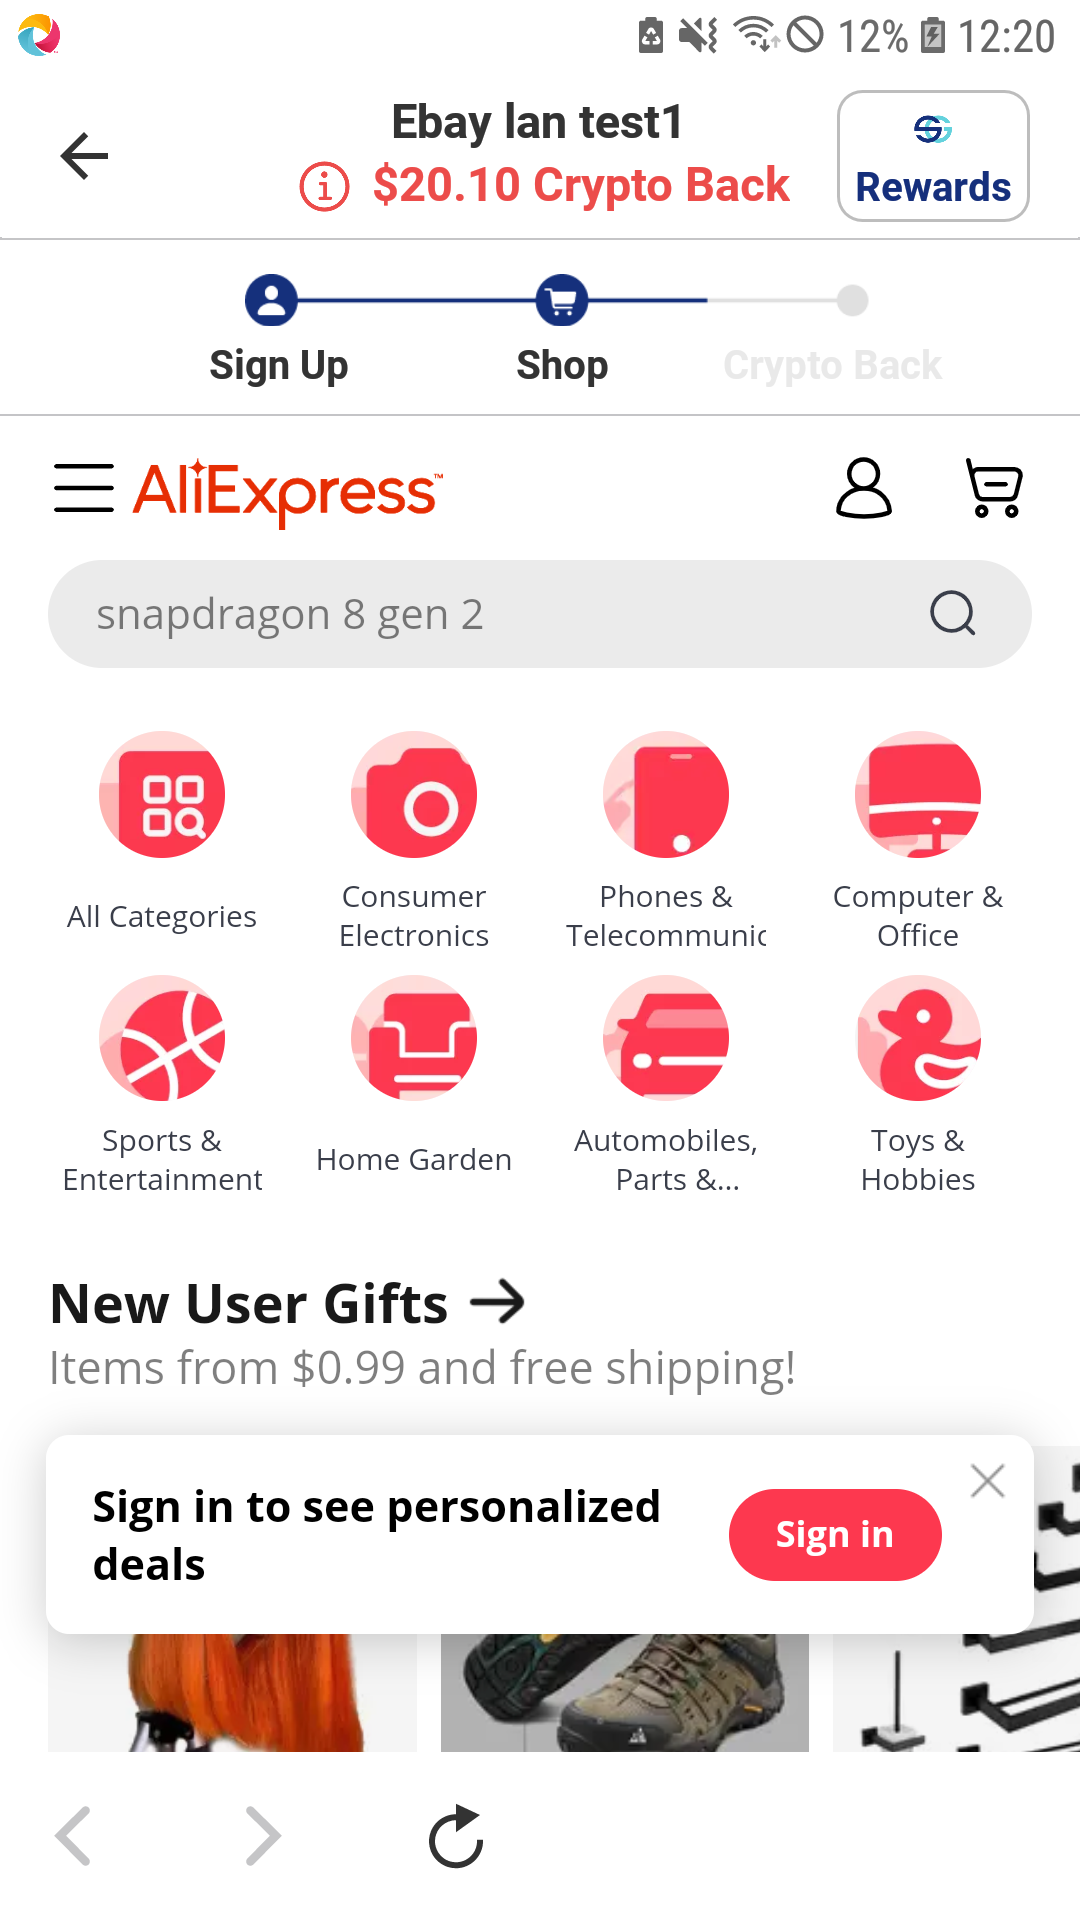 12% 12:20
Ebay lan test1
$20.10 Crypto Back
Rewards
Sign Up
Shop
Crypto Back
AliExpress™
snapdragon 8 gen 2
All Categories
Consumer
Electronics
Phones &
Telecommunic
Computer &
Office
Sports &
Entertainment
Home Garden
Automobiles,
Parts &...
Toys &
Hobbies
New User Gifts
Items from $0.99 and free shipping!
Sign in to see personalized
deals
Sign in